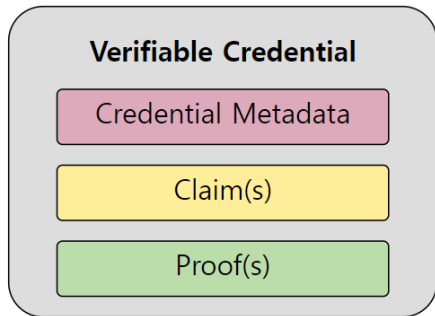 Verifiable Credential
Credential Metadata
Claim(s)
Proof(s)